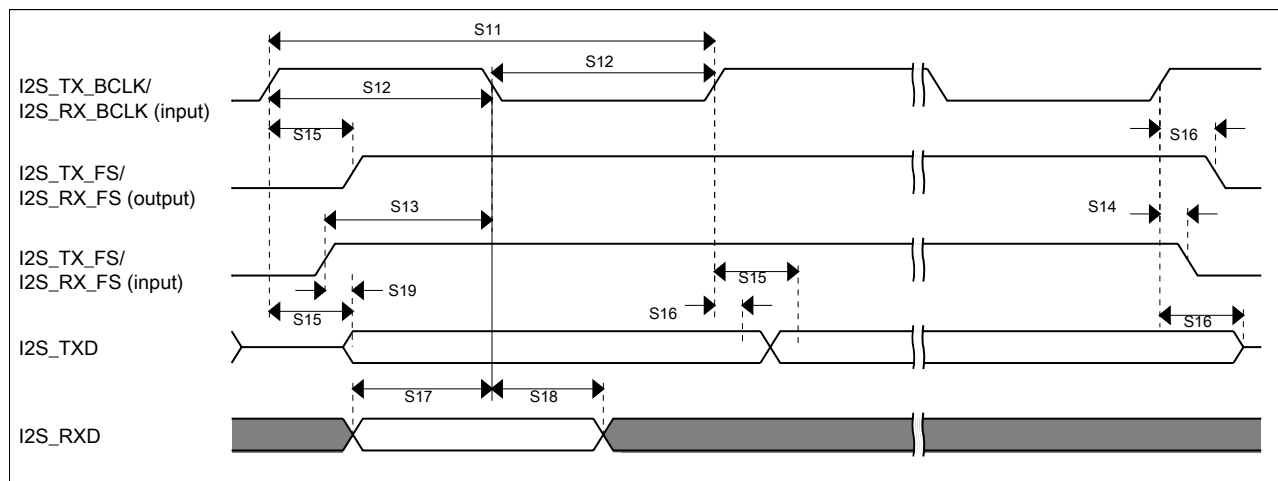 S11
S12
I2S_TX_BCLK/
I2S_RX_BCLK (input)
S12
S15
S16
I2S_TX_FS/
I2S_RX_FS (output)
S13
S14
I2S_TX_FS/
I2S_RX_FS (input)
S15
S19
S16
S15
S16
I2S_TXD
S17
S18
I2S_RXD